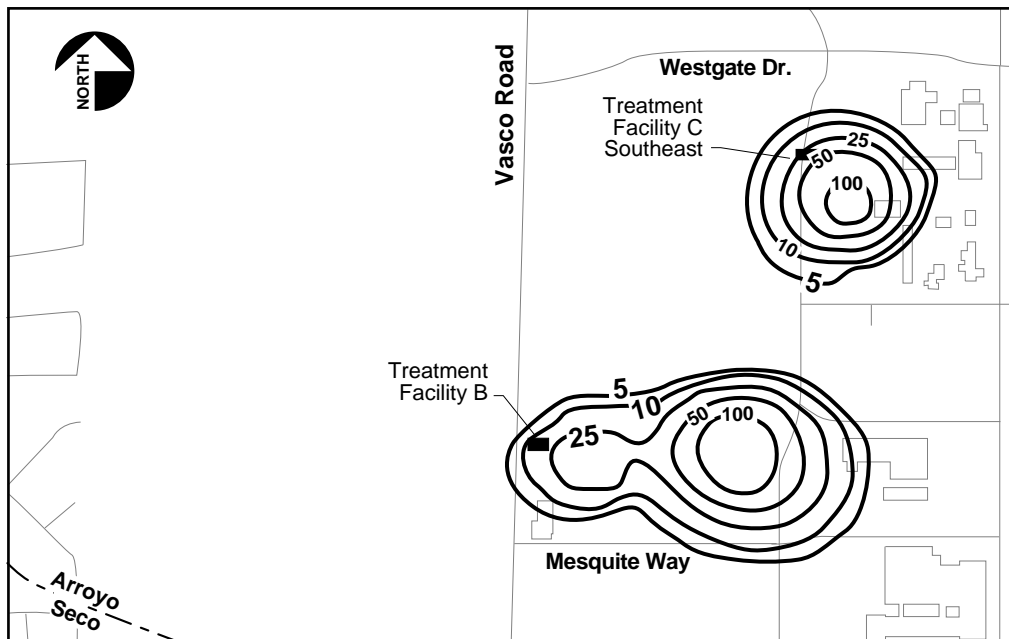 NORTH
Vasco Road
Westgate Dr.
Treatment
Facility C
Southeast
25
50
100
10
5
Treatment
Facility B
5
10
25
50
100
Mesquite Way
Arroyo
Seco